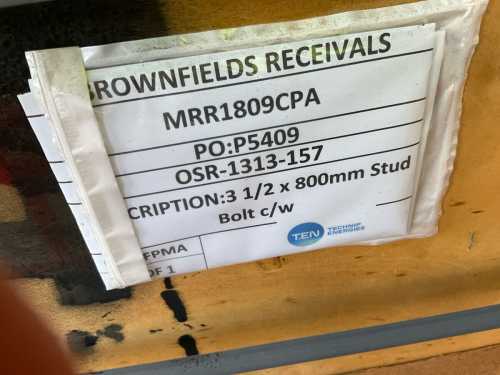 BROWNFIELDS RECEIVALS
MRR1809CPA
PO:P5409
OSR-1313-157
CRIPTION:3 1/2 x 800mm Stud
Bolt c/w
T.EN TECHNIP
ENERGIES
FPMA
OF 1